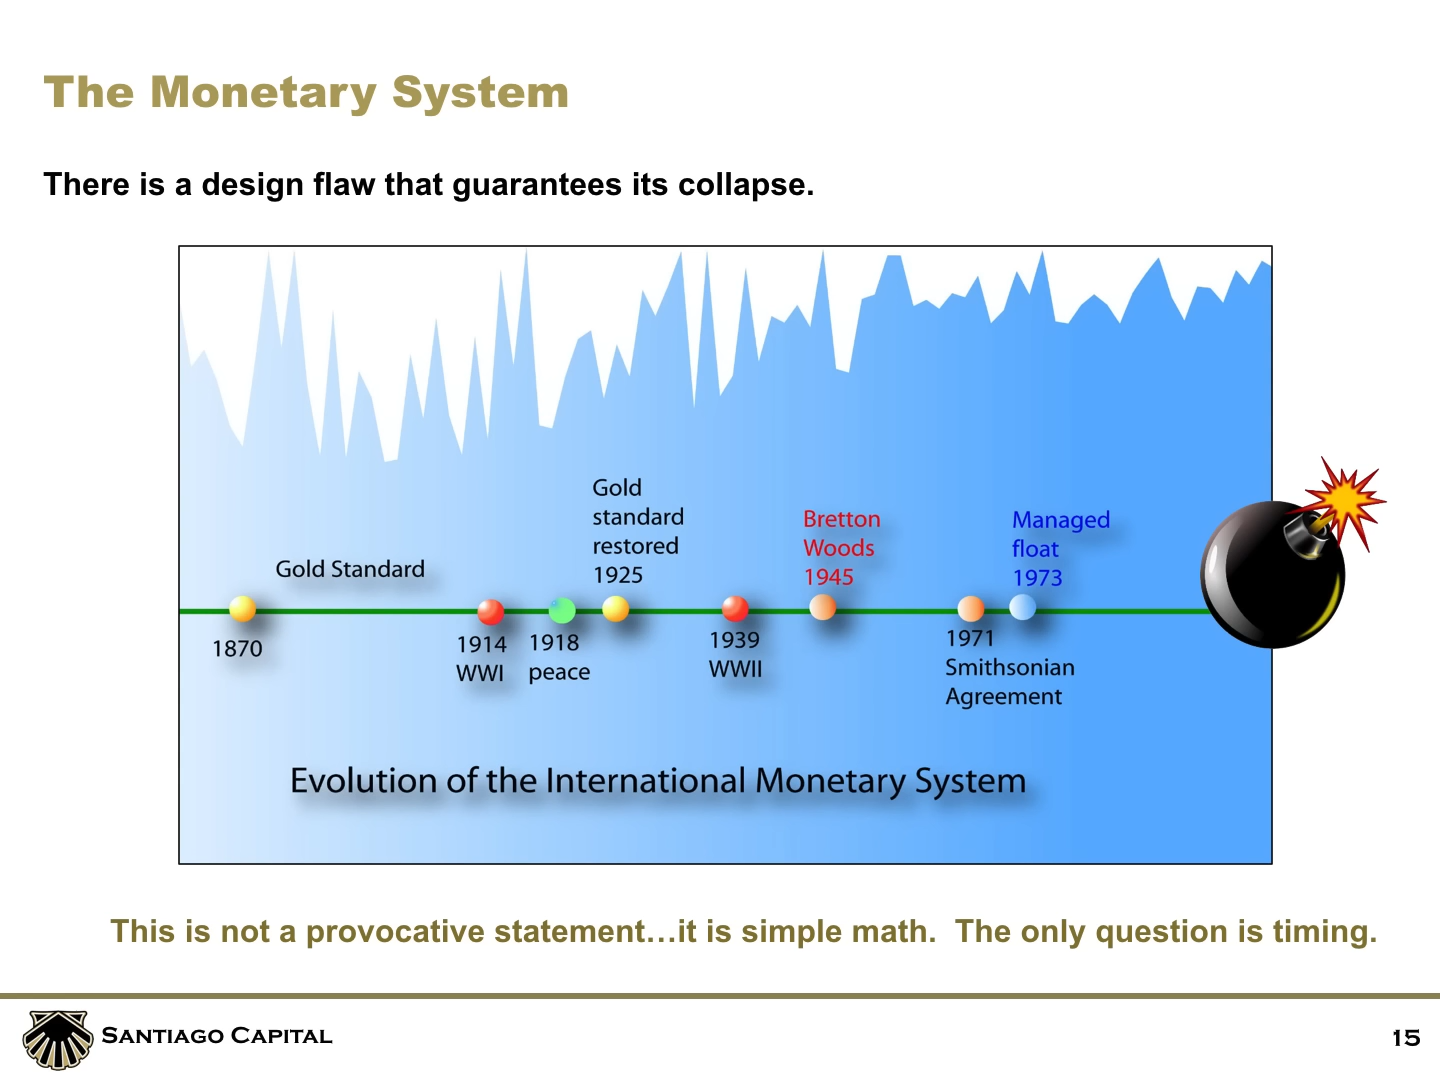 The Monetary System
There is a design flaw that guarantees its collapse.
Gold
standard
restored
1925
Bretton
Woods
1945
Managed
float
1973
Gold Standard
1870
1914
WWI
1918
peace
1939
WWII
1971
Smithsonian
Agreement
Evolution of the International Monetary System
This is not a provocative statement…it is simple math.  The only question is timing.
Santiago Capital
15